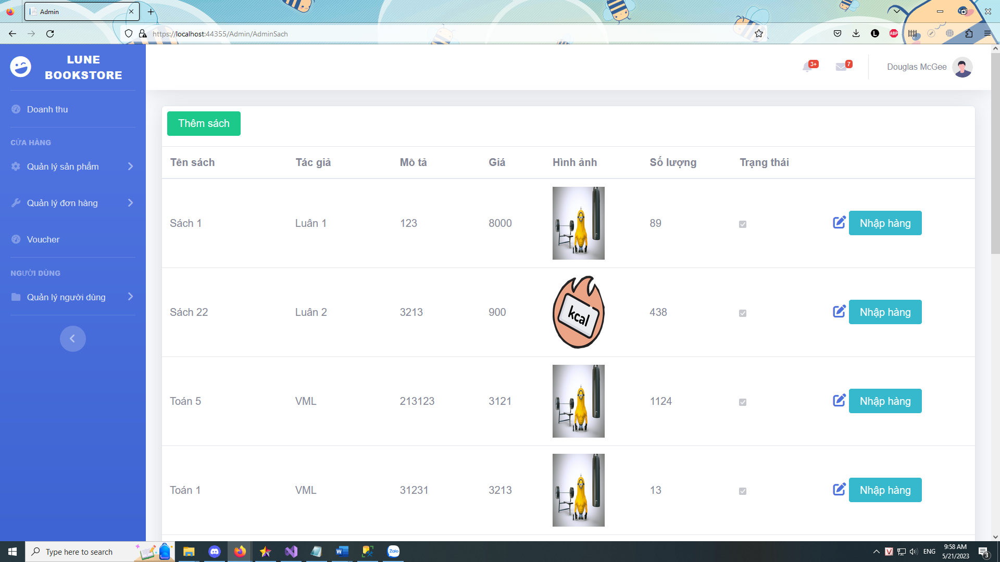 Admin
https://localhost:44355/Admin/AdminSach
ABP
LUNE
BOOKSTORE
3+
7
Douglas McGee
Doanh thu
CỬA HÀNG
Quản lý sản phẩm
Quản lý đơn hàng
Voucher
NGƯỜI DÙNG
Quản lý người dùng
Thêm sách
Tên sách Tác giả Mô tả Giá Hình ảnh Số lượng Trạng thái
Sách 1 Luân 1 123 8000 89 Nhập hàng
Sách 22 Luân 2 3213 900 kcal 438 Nhập hàng
Toán 5 VML 213123 3121 1124 Nhập hàng
Toán 1 VML 31231 3213 13 Nhập hàng
Type here to search
Zalo
ENG
9:58 AM
5/21/2023
3